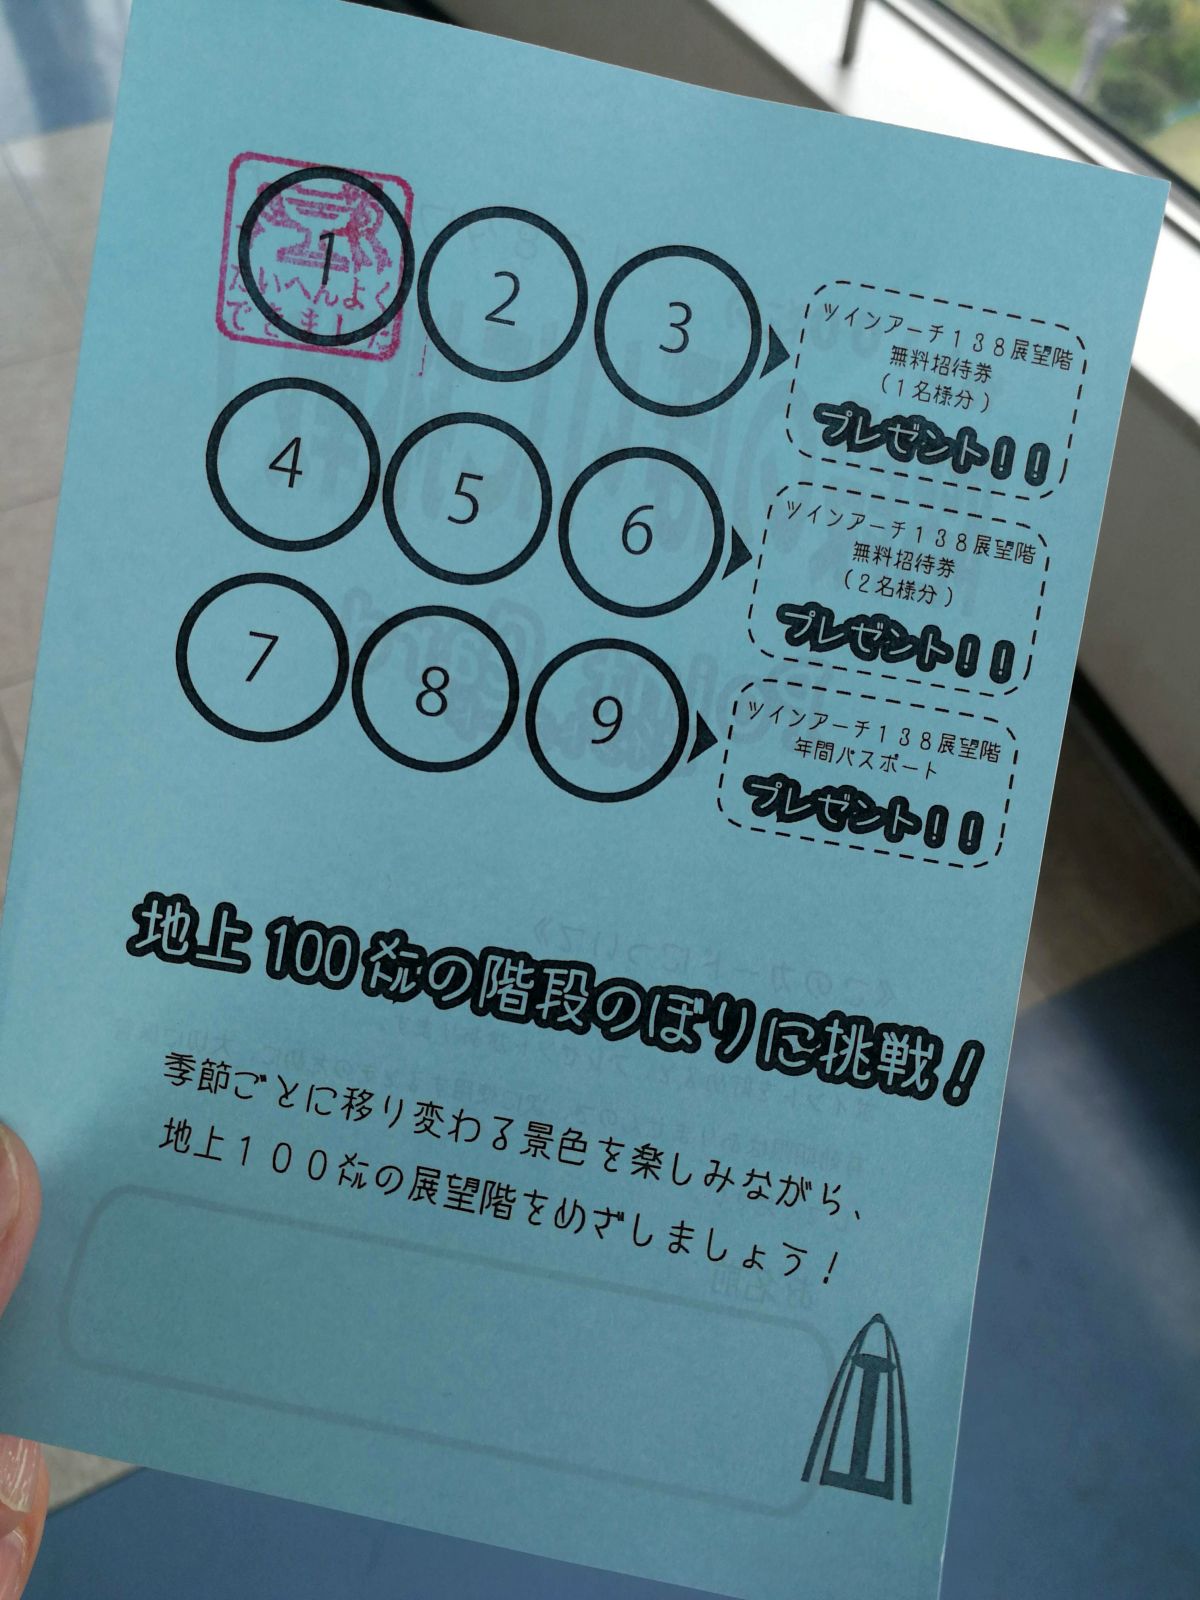 1
たいへんよく
できました
2
3
ツインアーチ138展望階
無料招待券
(1名様分)
プレゼント!!
4
5
6
ツインアーチ138展望階
無料招待券
(2名様分)
プレゼント!!
7
8
9
ツインアーチ138展望階
年間パスポート
プレゼント!!
地上100㍍の階段のぼりに挑戦!
季節ごとに移り変わる景色を楽しみながら、
地上100㍍の展望階をめざしましょう!